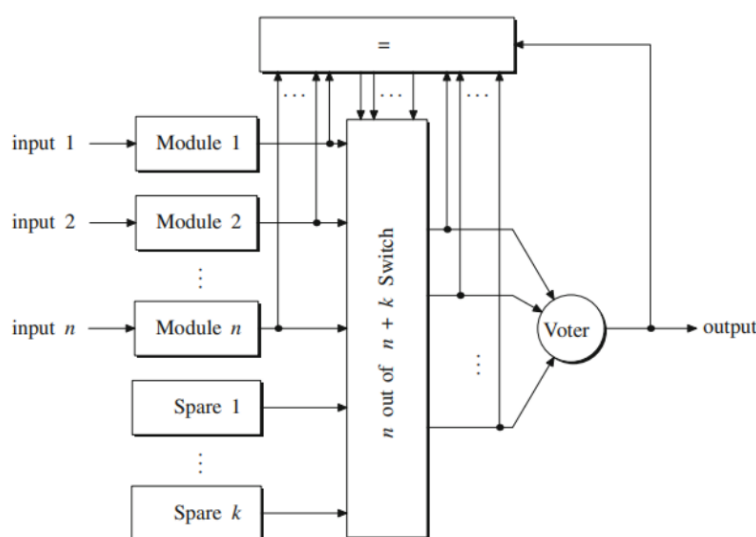 =
...
...
...
input 1
Module 1
input 2
Module 2
⋮
input n
Module n
Spare 1
⋮
Spare k
n out of n + k Switch
⋮
Voter
output